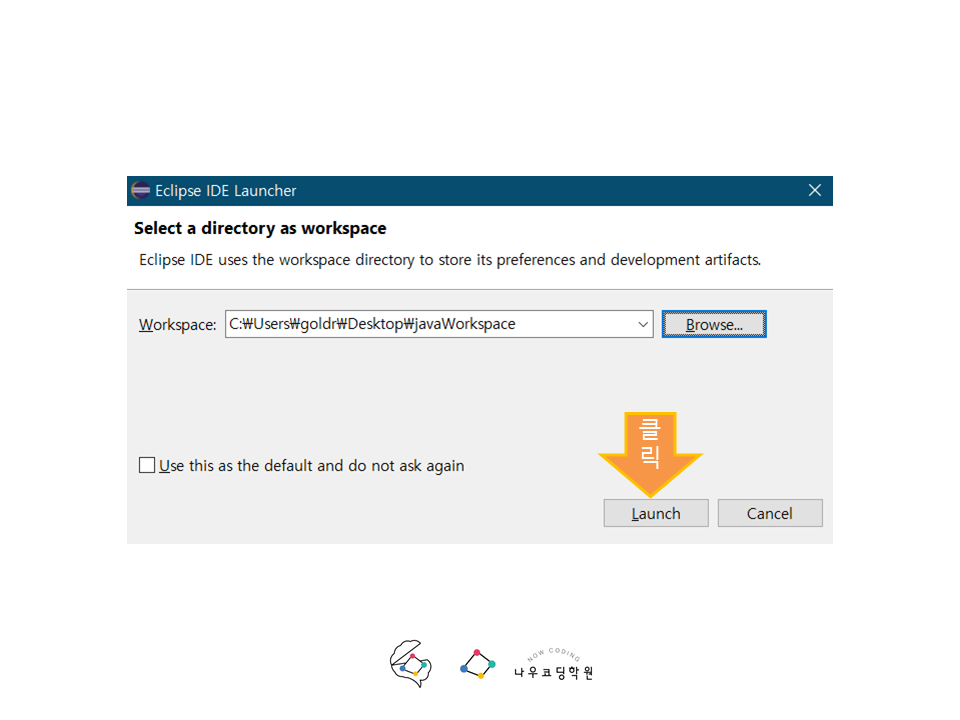 Eclipse IDE Launcher
Select a directory as workspace
Eclipse IDE uses the workspace directory to store its preferences and development artifacts.
Workspace: C:₩Users₩goldr₩Desktop₩javaWorkspace Browse...
클
릭
Use this as the default and do not ask again
Launch Cancel
NOW CODING
나우코딩학원